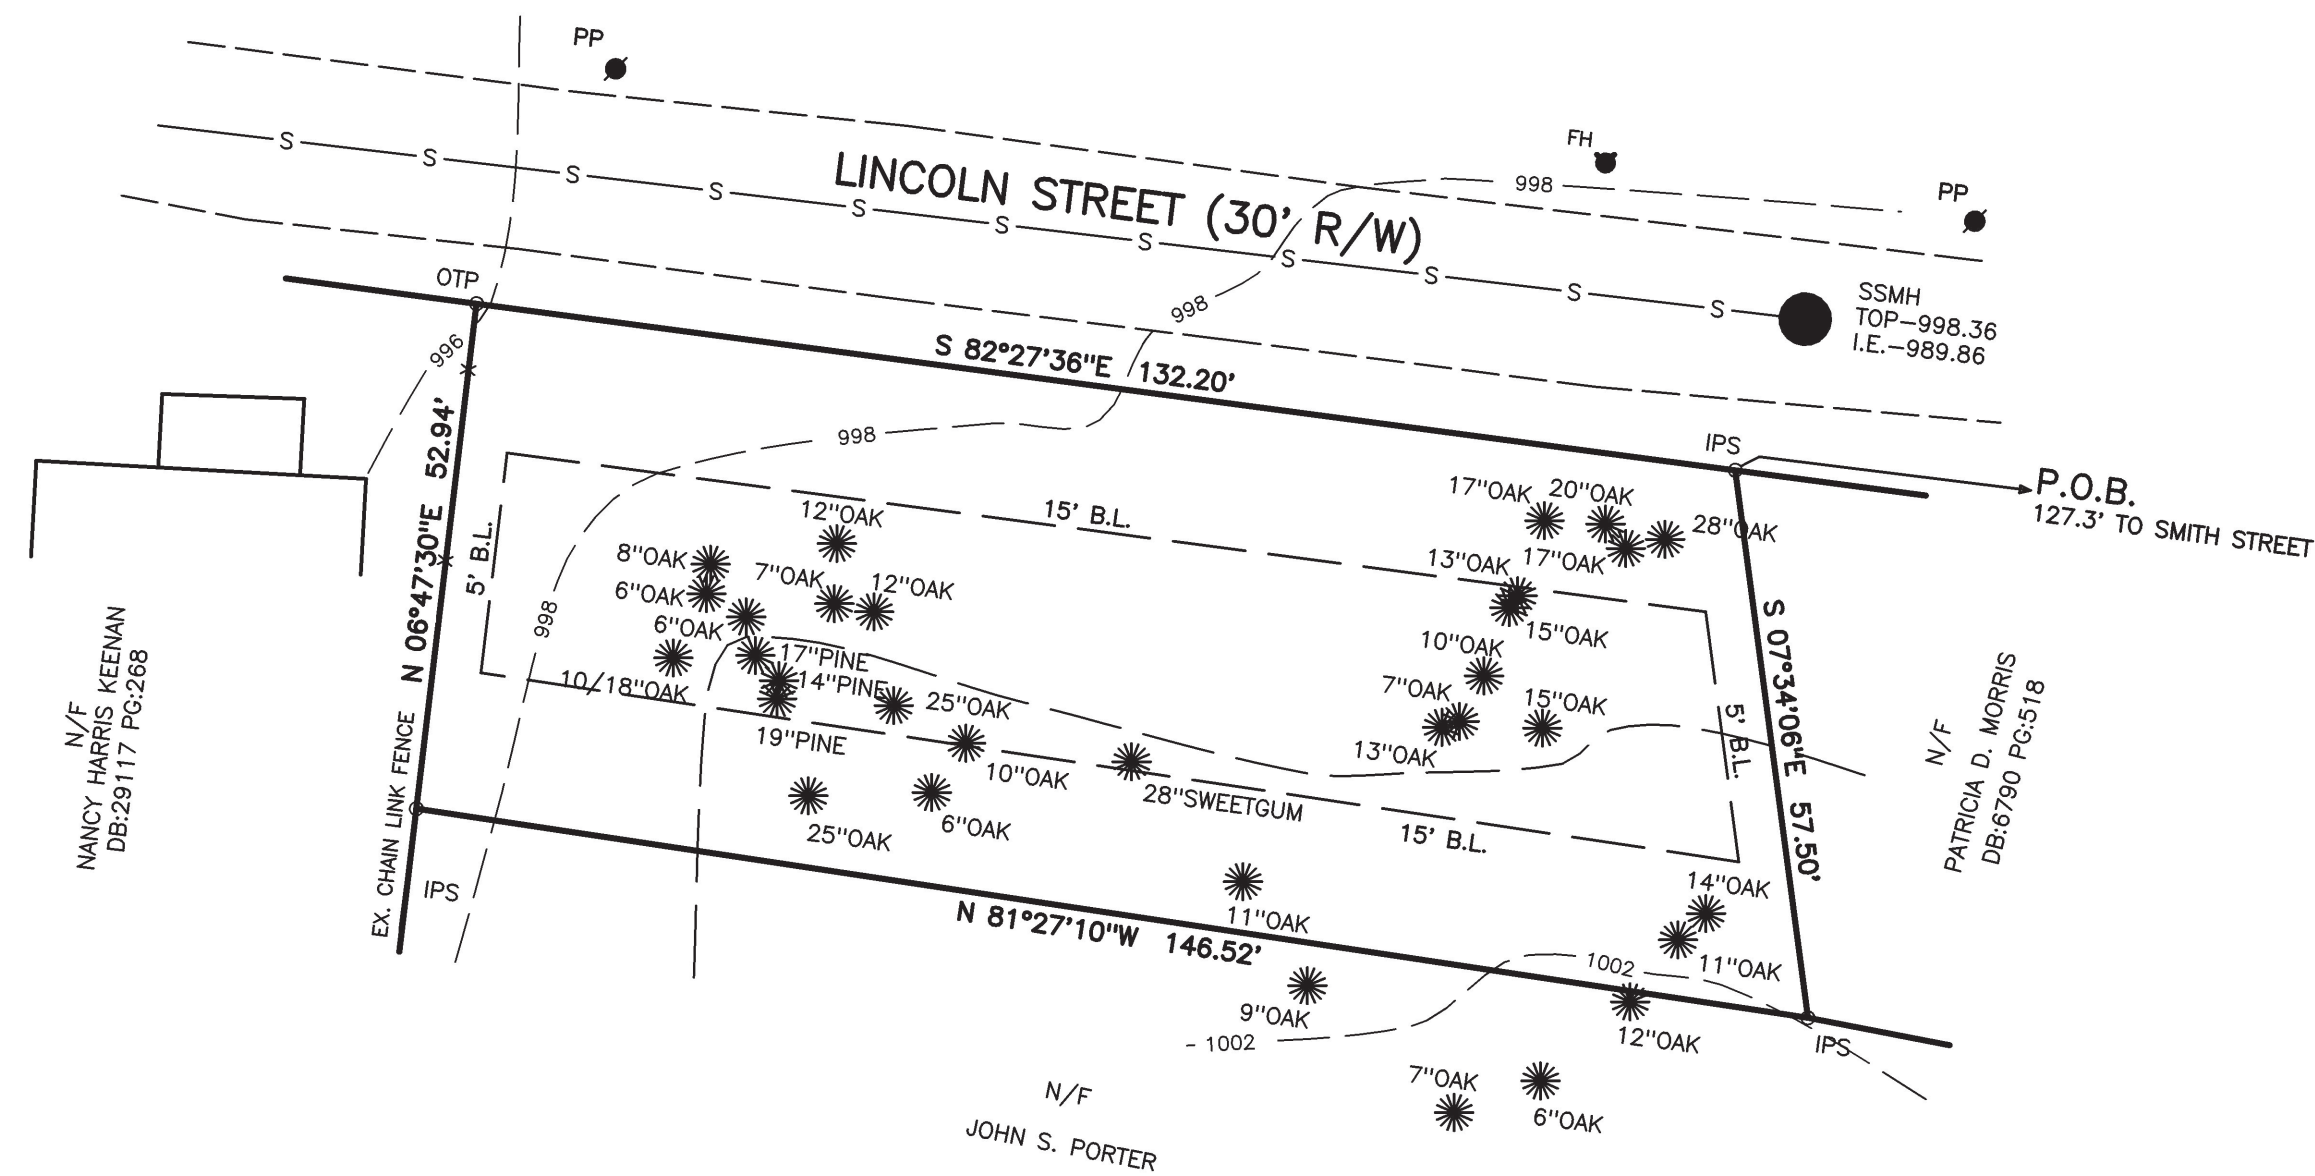 PP
S S S S S S S S S S S
LINCOLN STREET (30' R/W)
FH
998
PP
OTP
998
SSMH
TOP-998.36
I.E.-989.86
996
S 82°27'36"E 132.20'
998
IPS
P.O.B.
127.3' TO SMITH STREET
N 06°47'30"E 52.94'
5' B.L.
15' B.L.
17"OAK
20"OAK
28"OAK
17"OAK
13"OAK
15"OAK
12"OAK
8"OAK
6"OAK
7"OAK
12"OAK
6"OAK
998
10/18"OAK
17"PINE
14"PINE
19"PINE
25"OAK
10"OAK
10"OAK
7"OAK
15"OAK
13"OAK
28"SWEETGUM
15' B.L.
5' B.L.
S 07°34'06"E 57.50'
25"OAK
6"OAK
N/F
NANCY HARRIS KEENAN
DB:29117 PG:268
EX. CHAIN LINK FENCE
IPS
N/F
PATRICIA D. MORRIS
DB:6790 PG:518
14"OAK
11"OAK
11"OAK
N 81°27'10"W 146.52'
1002
9"OAK
12"OAK
IPS
1002
7"OAK
6"OAK
N/F
JOHN S. PORTER